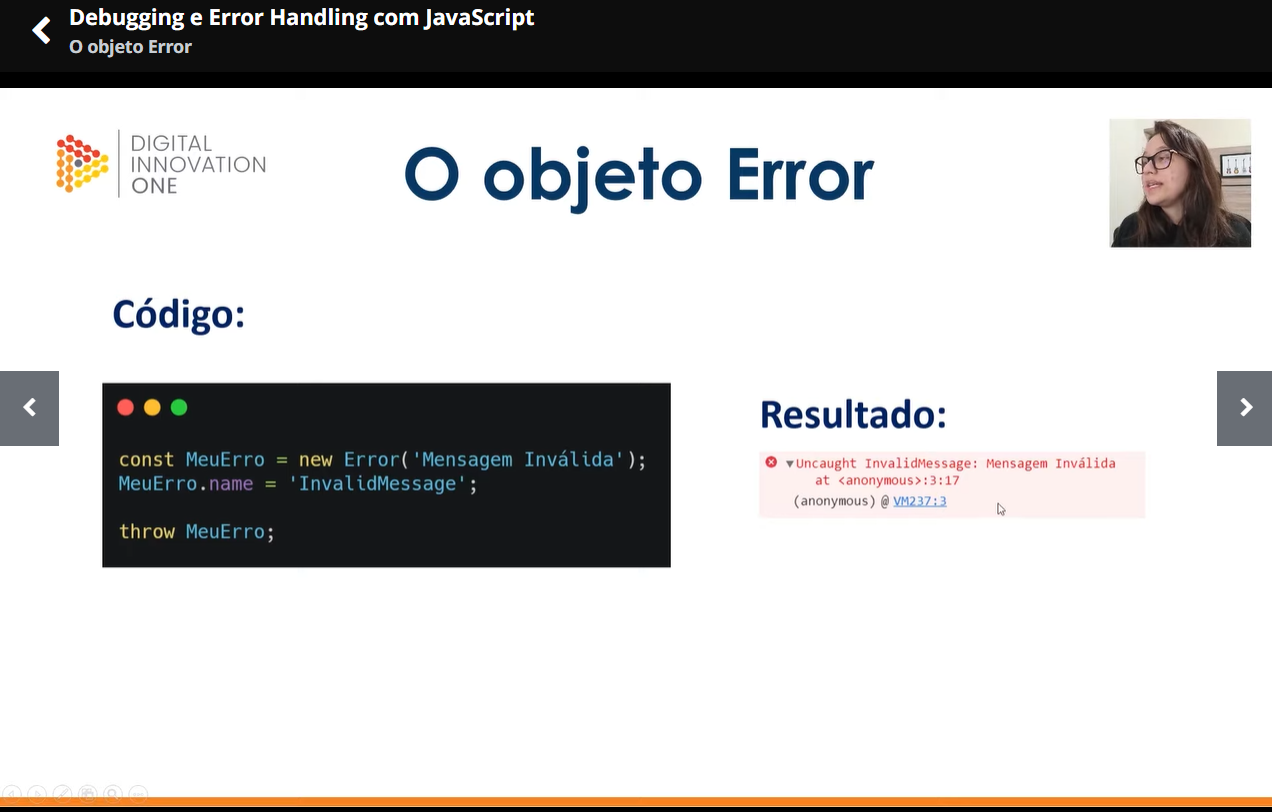 Debugging e Error Handling com JavaScript
O objeto Error
DIGITAL
INNOVATION
ONE
O objeto Error
Código:
const MeuErro = new Error('Mensagem Inválida');
MeuErro.name = 'InvalidMessage';
throw MeuErro;
Resultado:
Uncaught InvalidMessage: Mensagem Inválida
at <anonymous>:3:17
(anonymous) @ VM237:3